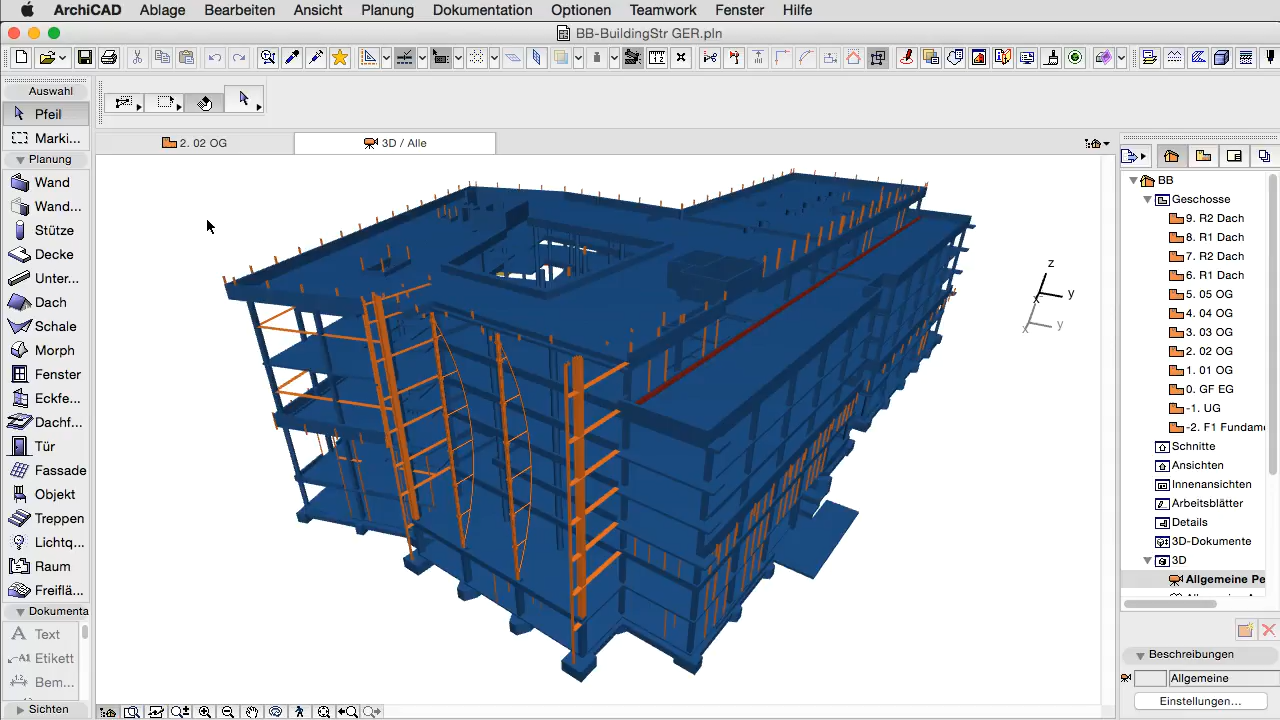 ArchiCAD Ablage Bearbeiten Ansicht Planung Dokumentation Optionen Teamwork Fenster Hilfe
BB-BuildingStr GER.pln
Auswahl
Pfeil
Marki...
Planung
Wand
Wand...
Stütze
Decke
Unter...
Dach
Schale
Morph
Fenster
Eckfe...
Dachf...
Tür
Fassade
Objekt
Treppen
Lichtq...
Raum
Freiflä...
Dokumenta
Text
Etikett
Bem...
Sichten
2. 02 OG
3D / Alle
z
y
x
y
x
BB
Geschosse
9. R2 Dach
8. R1 Dach
7. R2 Dach
6. R1 Dach
5. 05 OG
4. 04 OG
3. 03 OG
2. 02 OG
1. 01 OG
0. GF EG
-1. UG
-2. F1 Fundame
Schnitte
Ansichten
Innenansichten
Arbeitsblätter
Details
3D-Dokumente
3D
Allgemeine Pe
Beschreibungen
Allgemeine
Einstellungen...